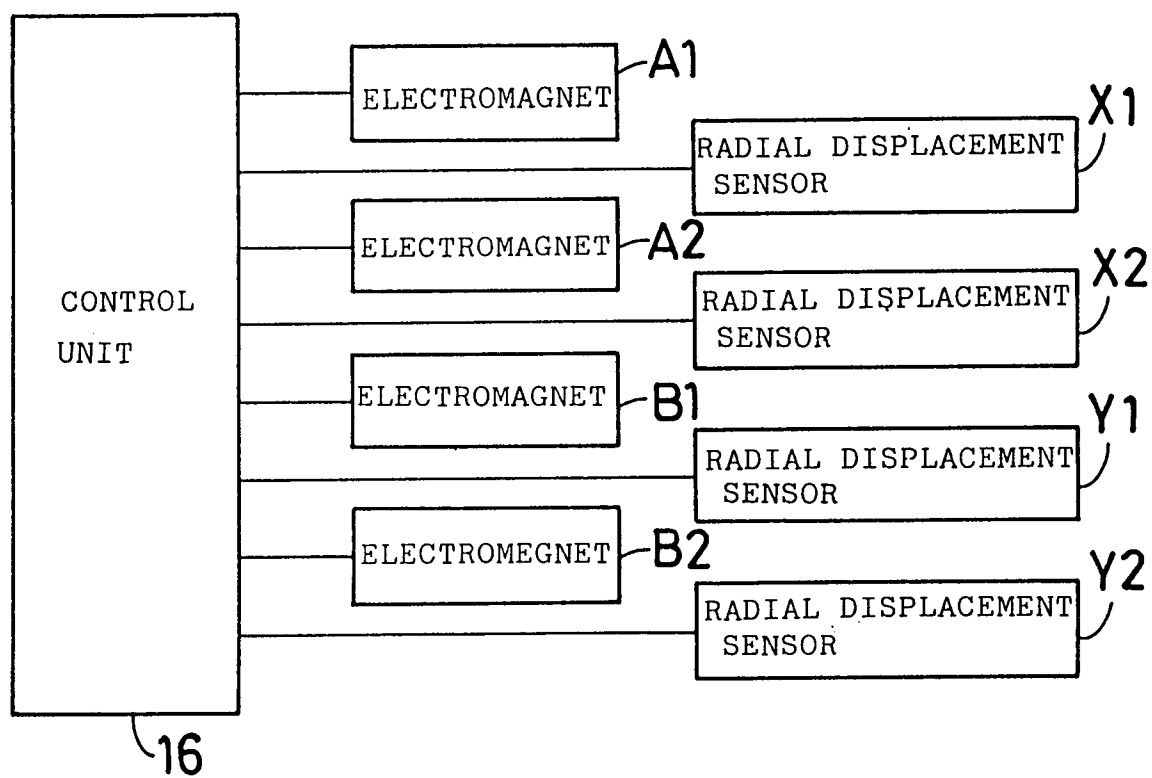 A1
ELECTROMAGNET
X1
RADIAL DISPLACEMENT
SENSOR
A2
ELECTROMAGNET
X2
RADIAL DISPLACEMENT
SENSOR
CONTROL
UNIT
B1
ELECTROMAGNET
Y1
RADIAL DISPLACEMENT
SENSOR
B2
ELECTROMEGNET
Y2
RADIAL DISPLACEMENT
SENSOR
16